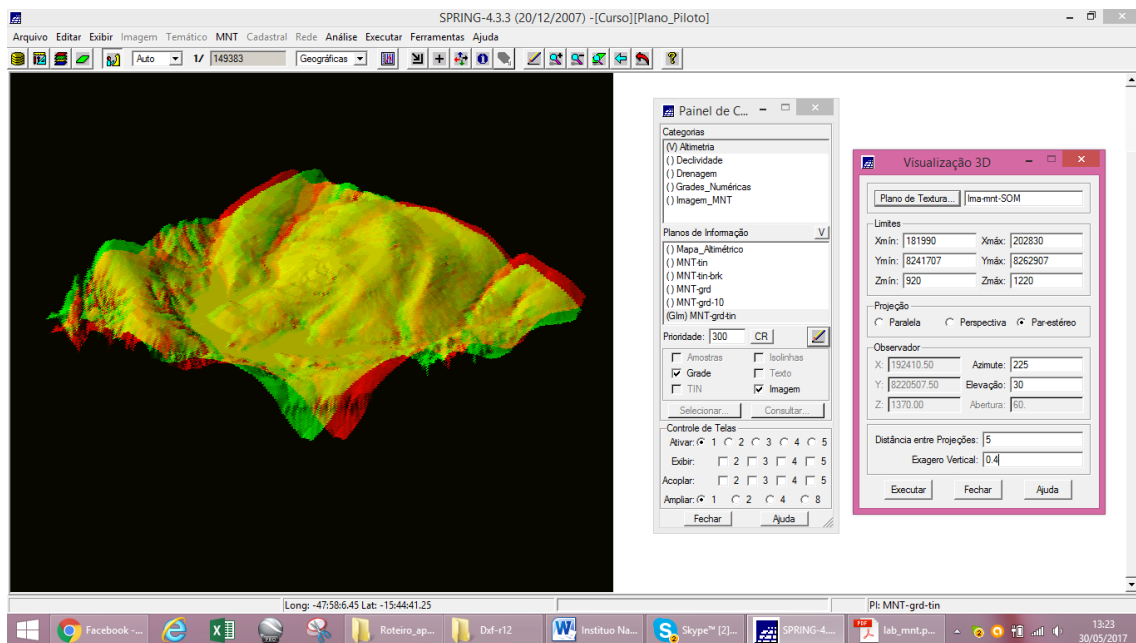 SPRING-4.3.3 (20/12/2007) -[Curso][Plano_Piloto]
Arquivo Editar Exibir Imagem Temático MNT Cadastral Rede Análise Executar Ferramentas Ajuda
Auto 1/ 149383 Geográficas
Painel de C...
Categorias
(V) Altimetria
() Declividade
() Drenagem
() Grades_Numéricas
() Imagem_MNT
Planos de Informação V
() Mapa_Altimétrico
() MNT-tin
() MNT-tin-brk
() MNT-grd
() MNT-grd-10
(GIm) MNT-grd-tin
Prioridade: 300 CR
Amostras Isolinhas
Grade Texto
TIN Imagem
Selecionar... Consultar...
Controle de Telas
Ativar: 1 2 3 4 5
Exibir: 2 3 4 5
Acoplar: 2 3 4 5
Ampliar: 1 2 4 8
Fechar Ajuda
Visualização 3D
Plano de Textura... Ima-mnt-SOM
Limites
Xmín: 181990 Xmáx: 202830
Ymín: 8241707 Ymáx: 8262907
Zmín: 920 Zmáx: 1220
Projeção
Paralela Perspectiva Par-estéreo
Observador
X: 192410.50 Azimute: 225
Y: 8220507.50 Elevação: 30
Z: 1370.00 Abertura: 60.
Distância entre Projeções: 5
Exagero Vertical: 0.4
Executar Fechar Ajuda
Long: -47:58:6.45 Lat: -15:44:41.25
PI: MNT-grd-tin
Facebook -... Roteiro_ap... Dxf-r12 Instituo Na... Skype™ [2]... SPRING-4.... lab_mnt.p...
13:23
30/05/2017